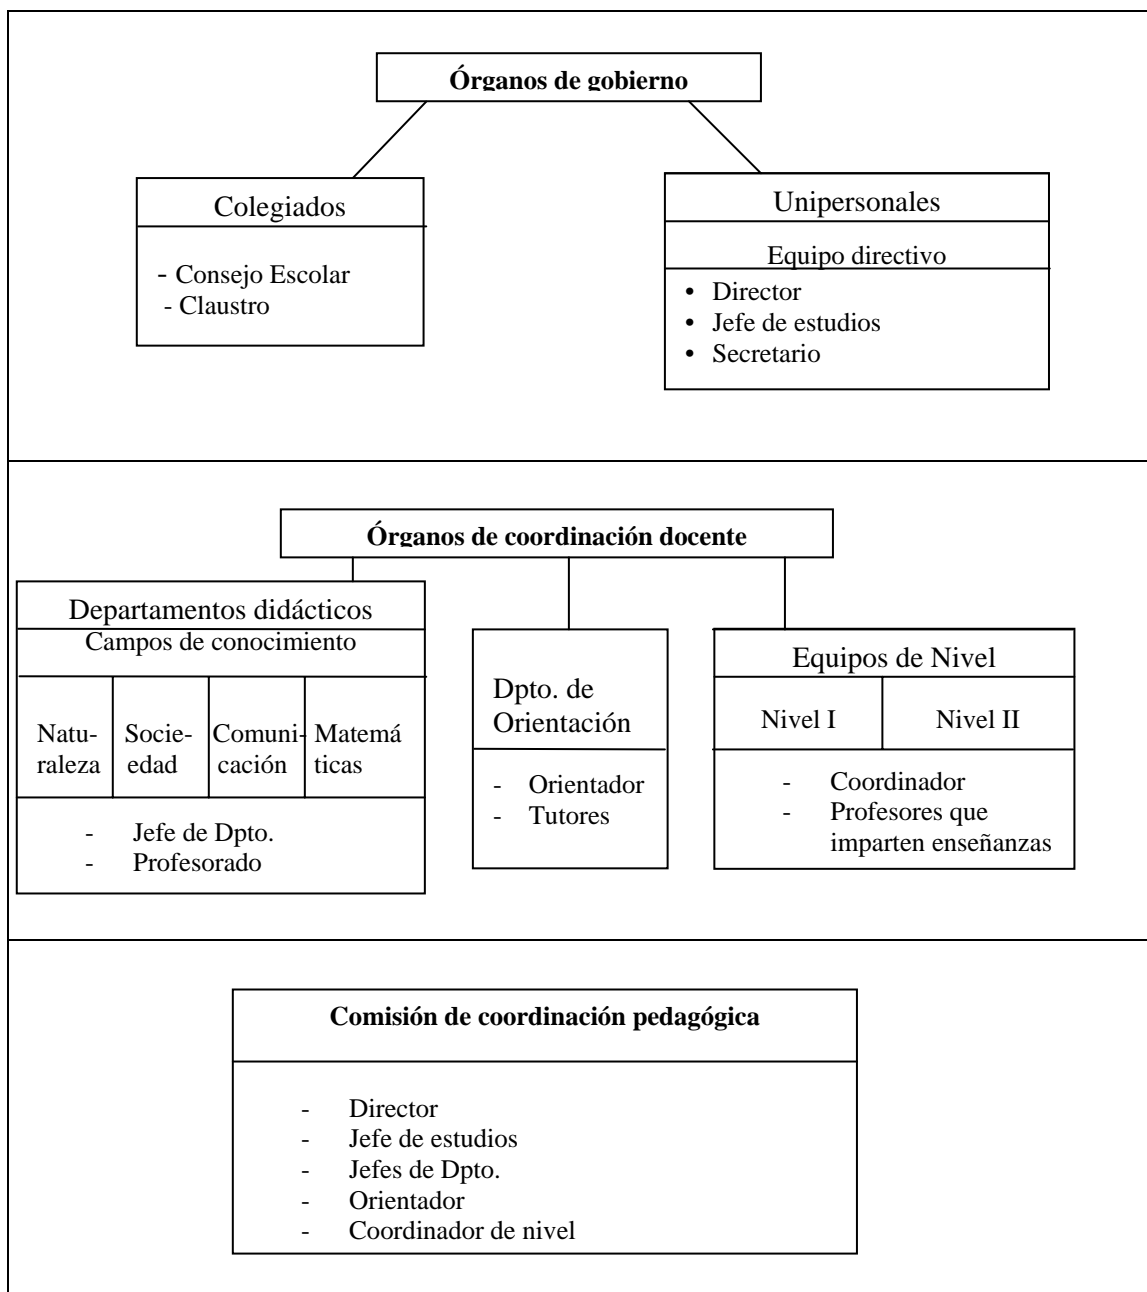 Órganos de gobierno
Colegiados
- Consejo Escolar
- Claustro
Unipersonales
Equipo directivo
• Director
• Jefe de estudios
• Secretario
Órganos de coordinación docente
Departamentos didácticos
Campos de conocimiento
Natu-
raleza
Socie-
edad
Comuni-
cación
Matemá
ticas
- Jefe de Dpto.
- Profesorado
Dpto. de
Orientación
- Orientador
- Tutores
Equipos de Nivel
Nivel I
Nivel II
- Coordinador
- Profesores que
imparten enseñanzas
Comisión de coordinación pedagógica
- Director
- Jefe de estudios
- Jefes de Dpto.
- Orientador
- Coordinador de nivel